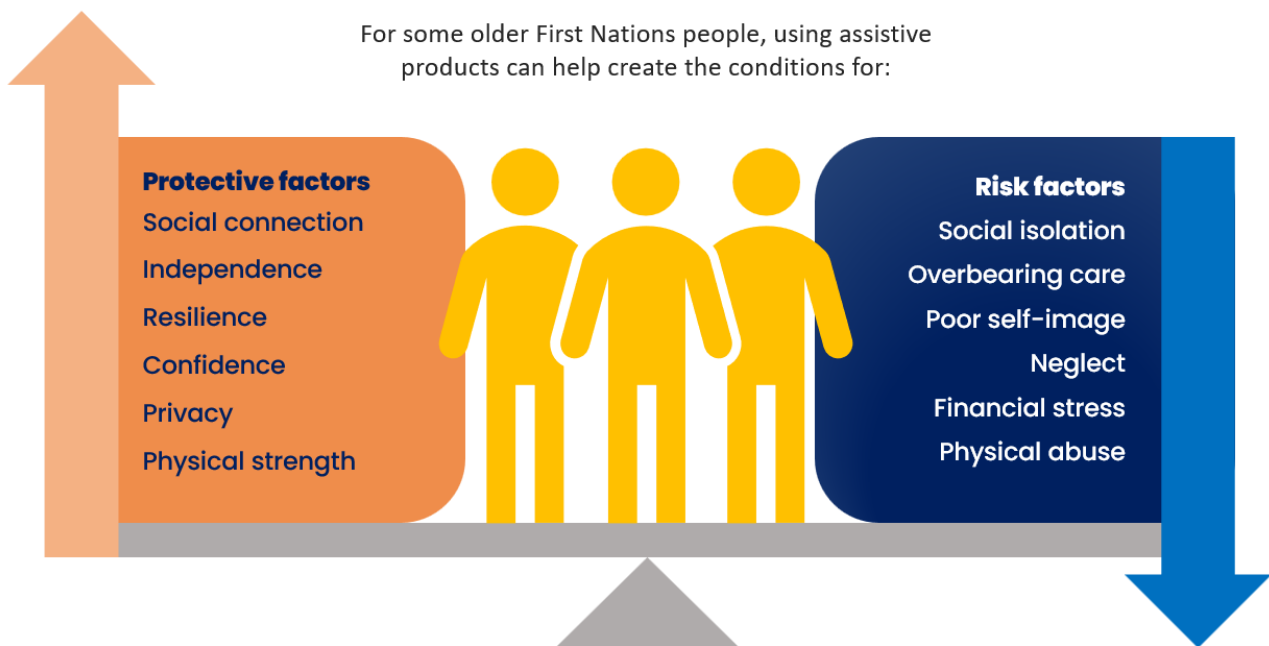 For some older First Nations people, using assistive
products can help create the conditions for:
Protective factors
Social connection
Independence
Resilience
Confidence
Privacy
Physical strength
Risk factors
Social isolation
Overbearing care
Poor self-image
Neglect
Financial stress
Physical abuse